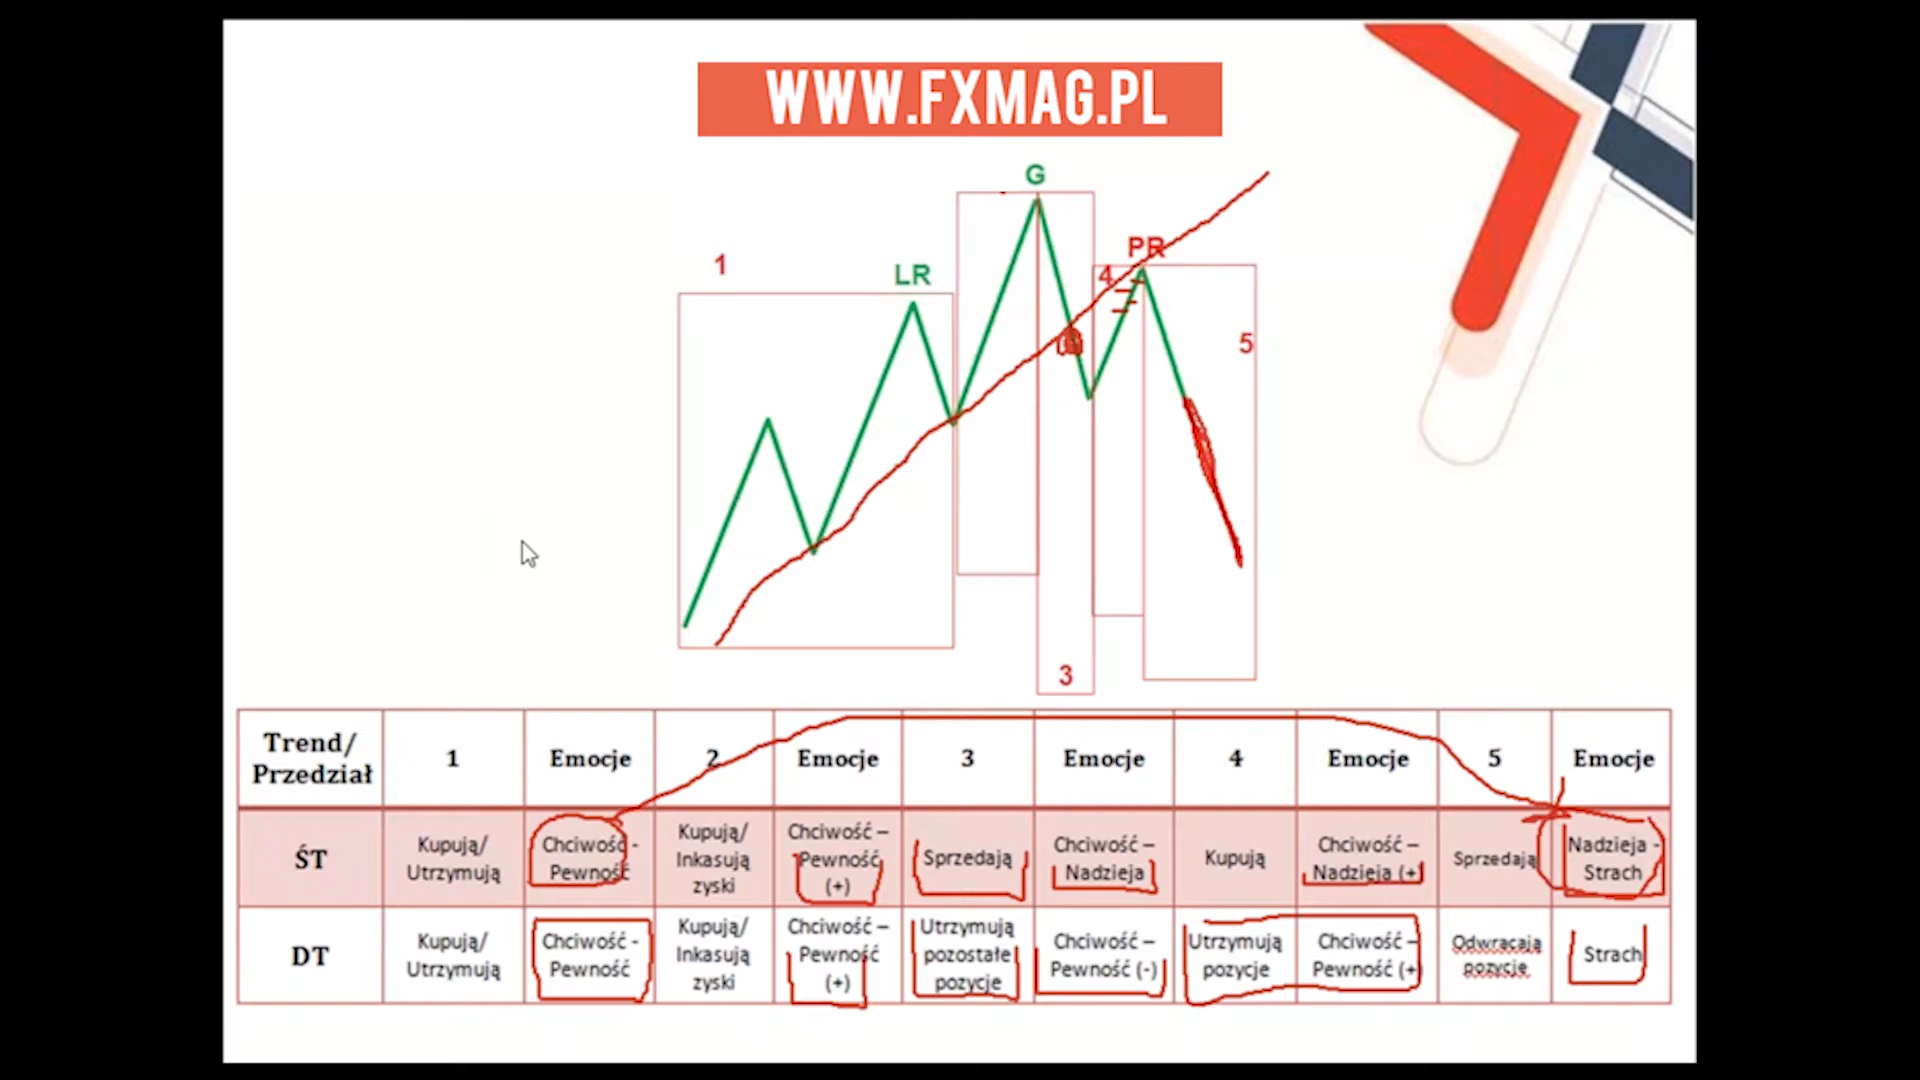 WWW.FXMAG.PL
G
PR
1
LR
4
5
3
Trend/
Przedział
1
Emocje
2
Emocje
3
Emocje
4
Emocje
5
Emocje
ŚT
Kupują/
Utrzymują
Chciwość -
Pewność
Kupują/
Inkasują
zyski
Chciwość –
Pewność
(+)
Sprzedają
Chciwość –
Nadzieja
Kupują
Chciwość –
Nadzieja (+)
Sprzedają
Nadzieja -
Strach
DT
Kupują/
Utrzymują
Chciwość -
Pewność
Kupują/
Inkasują
zyski
Chciwość –
Pewność
(+)
Utrzymują
pozostałe
pozycje
Chciwość –
Pewność (-)
Utrzymują
pozycje
Chciwość –
Pewność (+)
Odwracają
pozycje
Strach